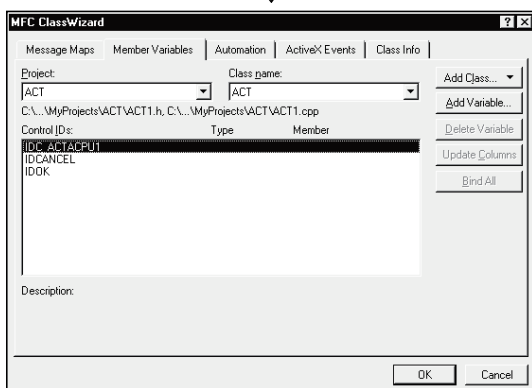 MFC ClassWizard
Message Maps Member Variables Automation ActiveX Events Class Info
Project: Class name:
ACT ACT
Add Class...
C:\...\MyProjects\ACT\ACT1.h, C:\...\MyProjects\ACT\ACT1.cpp
Add Variable...
Control IDs: Type Member
Delete Variable
IDC_ACTACPU1
IDCANCEL
IDOK
Update Columns
Bind All
Description:
OK Cancel